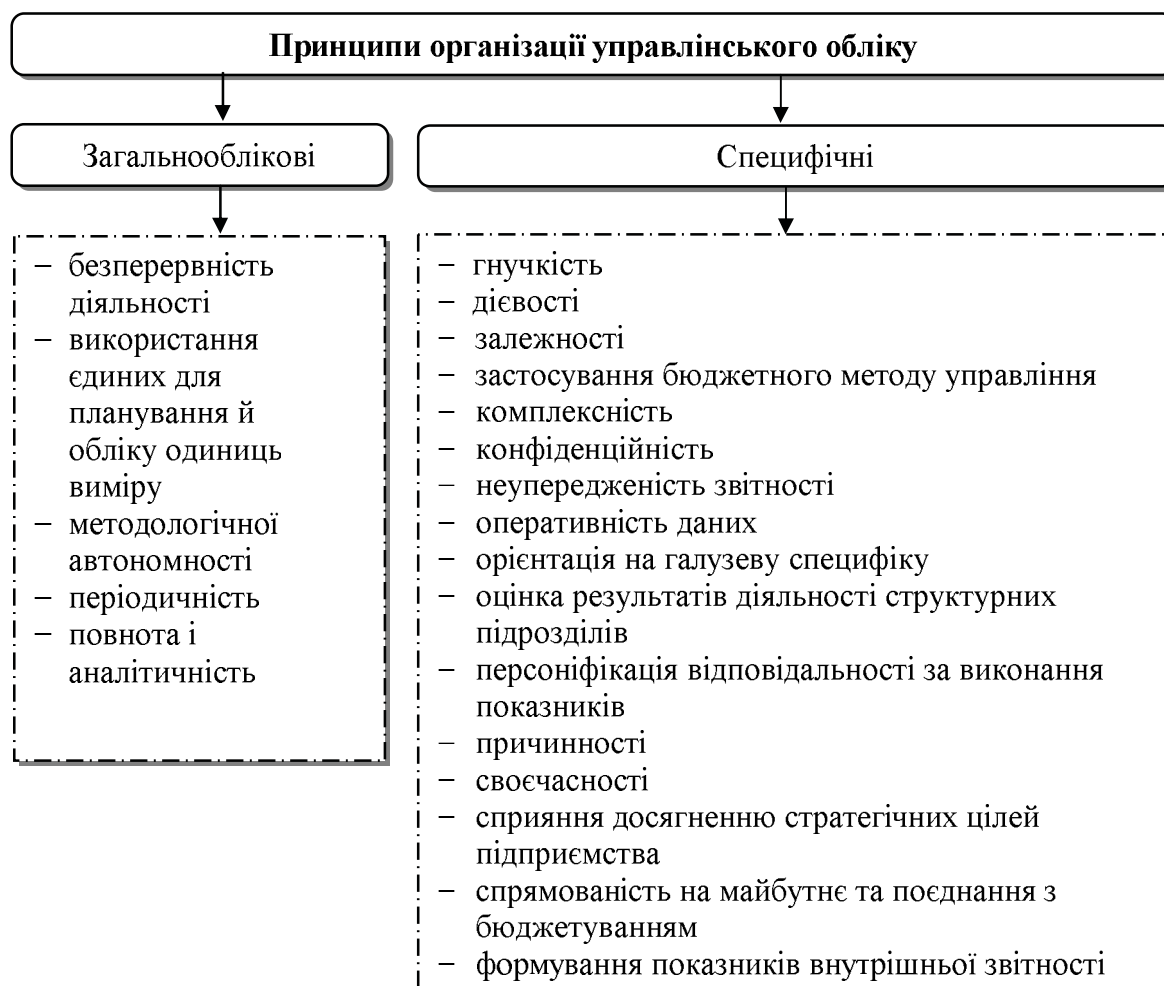 Принципи організації управлінського обліку
Загальнооблікові
Специфічні
− безперервність
діяльності
− використання
єдиних для
планування й
обліку одиниць
виміру
− методологічної
автономності
− періодичність
− повнота і
аналітичність
− гнучкість
− дієвості
− залежності
− застосування бюджетного методу управління
− комплексність
− конфіденційність
− неупередженість звітності
− оперативність даних
− орієнтація на галузеву специфіку
− оцінка результатів діяльності структурних
підрозділів
− персоніфікація відповідальності за виконання
показників
− причинності
− своєчасності
− сприяння досягненню стратегічних цілей
підприємства
− спрямованість на майбутнє та поєднання з
бюджетуванням
− формування показників внутрішньої звітності